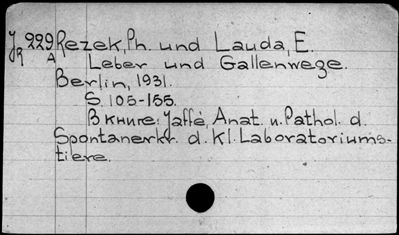 JR 229 Rezek, Ph. und Lauda, E.
A Leber und Gallenwege.
Berlin, 1931.
S. 105-155.
В книге: Jaffè, Anat. u. Pathol. d.
Spontanerkr. d. Kl. Laboratoriums-
tiere.